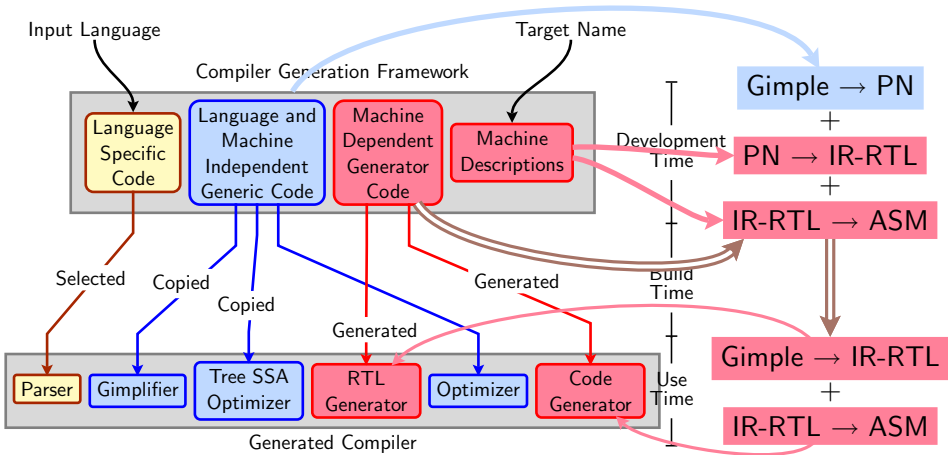 Input Language
Target Name
Compiler Generation Framework
Gimple → PN
+
Language
Specific
Code
Language and
Machine
Independent
Generic Code
Machine
Dependent
Generator
Code
Machine
Descriptions
Development
Time
PN → IR-RTL
+
IR-RTL → ASM
Selected
Copied
Copied
Generated
Generated
Build
Time
Gimple → IR-RTL
+
IR-RTL → ASM
Parser
Gimplifier
Tree SSA
Optimizer
RTL
Generator
Optimizer
Code
Generator
Use
Time
Generated Compiler